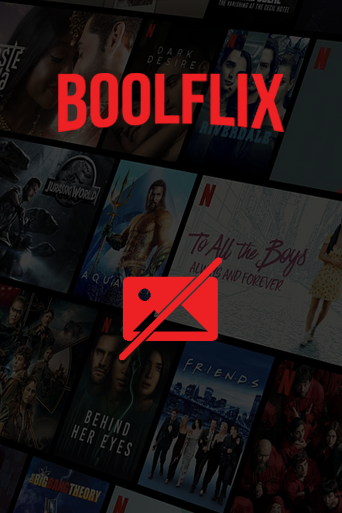 THE VANISHING AT THE CECIL HOTEL
DARK
DESIRE
N
RIVERDALE
N
BOOLFLIX
JURASSIC WORLD
N
To All the Boys
ALWAYS AND FOREVER
AQUA
N
FRIENDS
BEHIND
HER EYES
N
THE BIG BANG THEORY
N